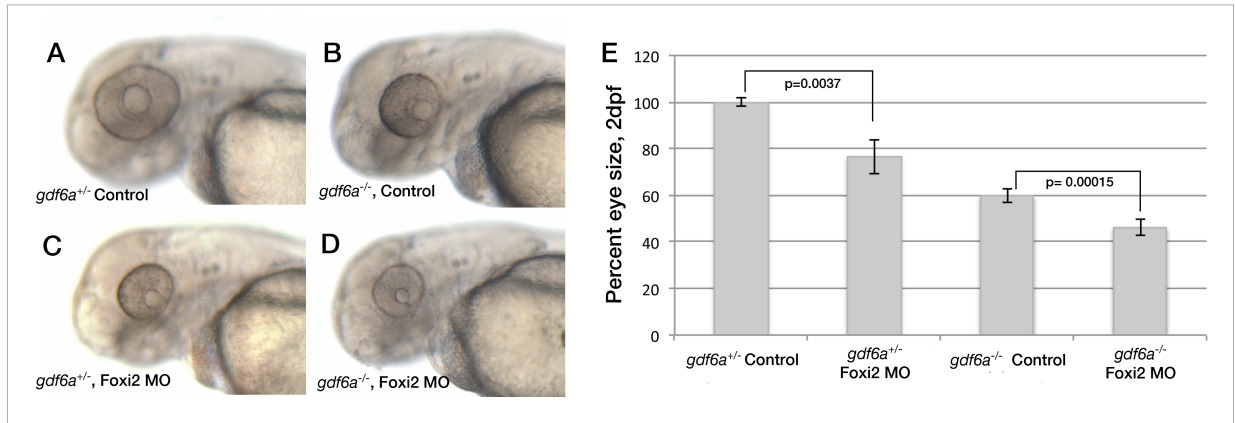 A
gdf6a+/- Control
B
gdf6a-/-, Control
C
gdf6a+/-, Foxi2 MO
D
gdf6a-/-, Foxi2 MO
E
Percent eye size, 2dpf
120
100
80
60
40
20
0
p=0.0037
p= 0.00015
gdf6a+/- Control
gdf6a+/-
Foxi2 MO
gdf6a-/- Control
gdf6a-/-
Foxi2 MO